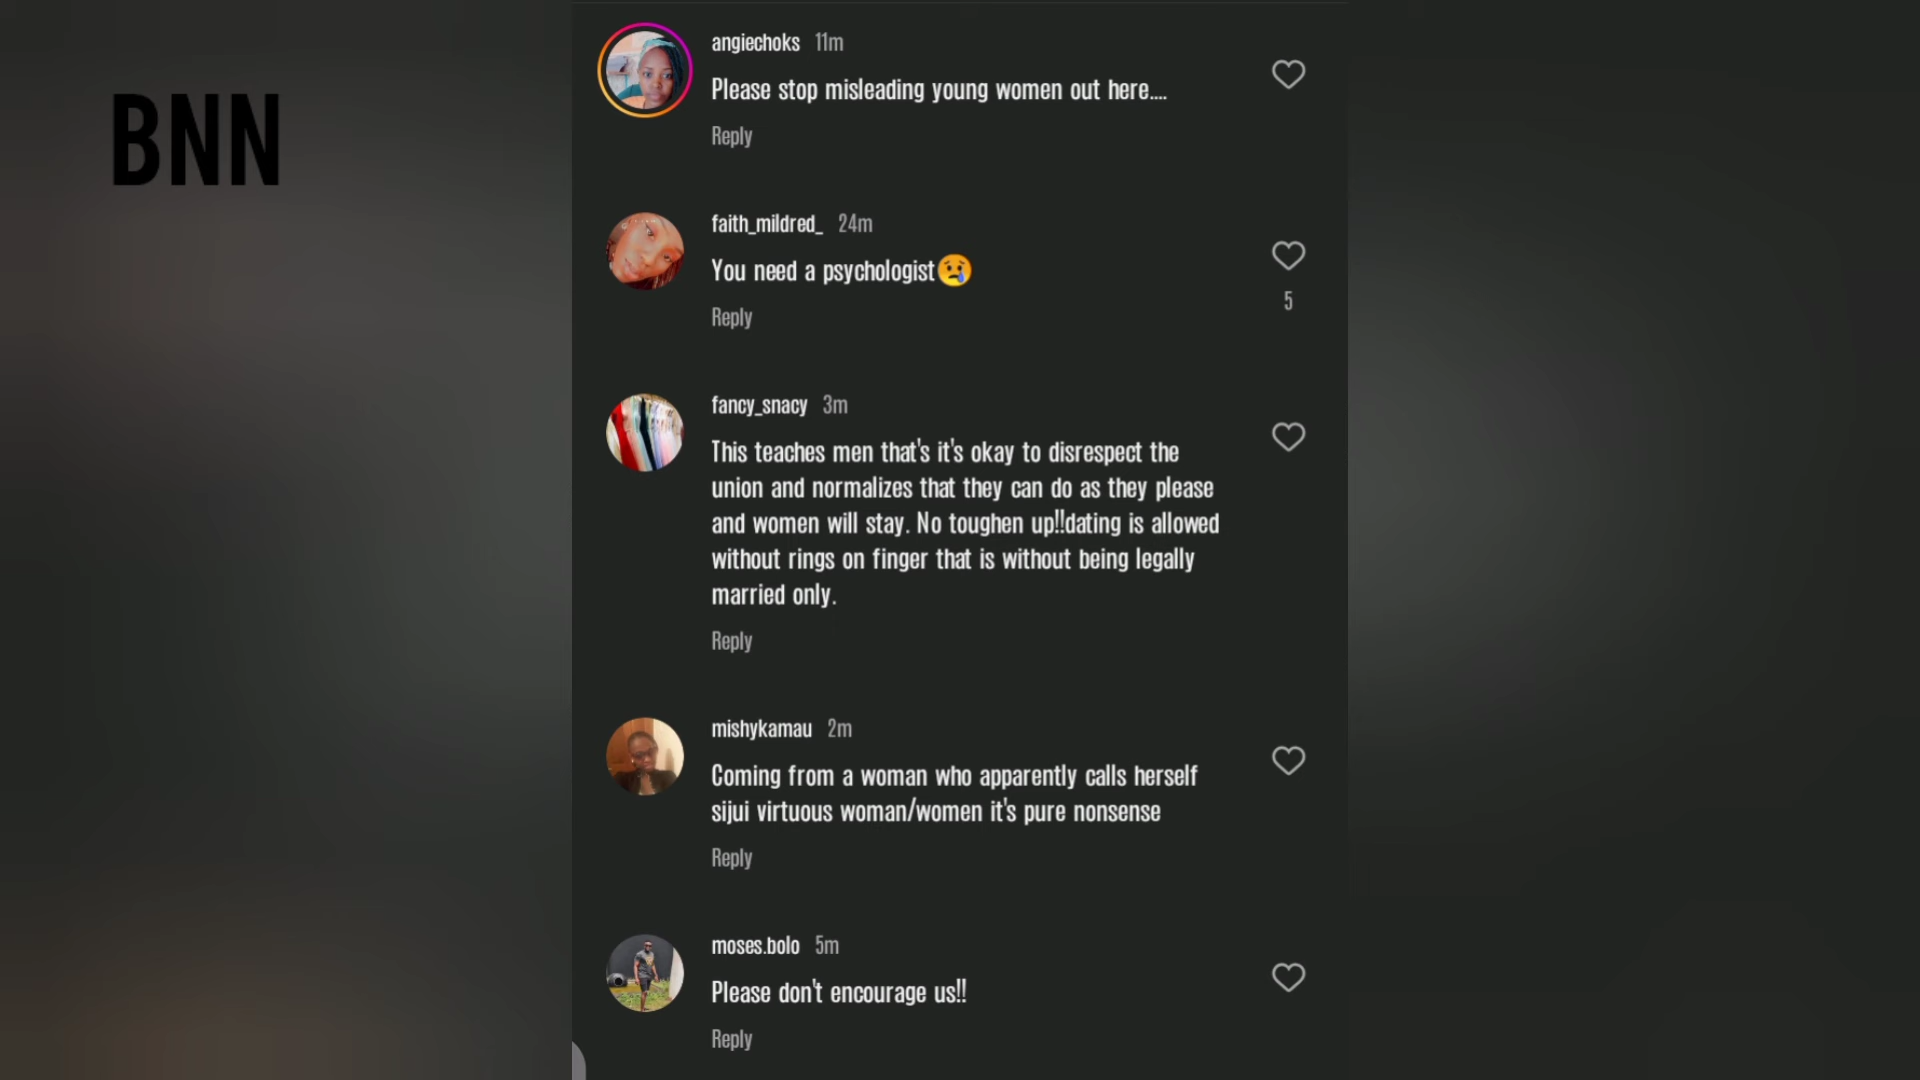 BNN
angiechoks 11m
Please stop misleading young women out here....
Reply
faith_mildred_ 24m
You need a psychologist😢
5
Reply
fancy_snacy 3m
This teaches men that's it's okay to disrespect the
union and normalizes that they can do as they please
and women will stay. No toughen up!!dating is allowed
without rings on finger that is without being legally
married only.
Reply
mishykamau 2m
Coming from a woman who apparently calls herself
sijui virtuous woman/women it's pure nonsense
Reply
moses.bolo 5m
Please don't encourage us!!
Reply